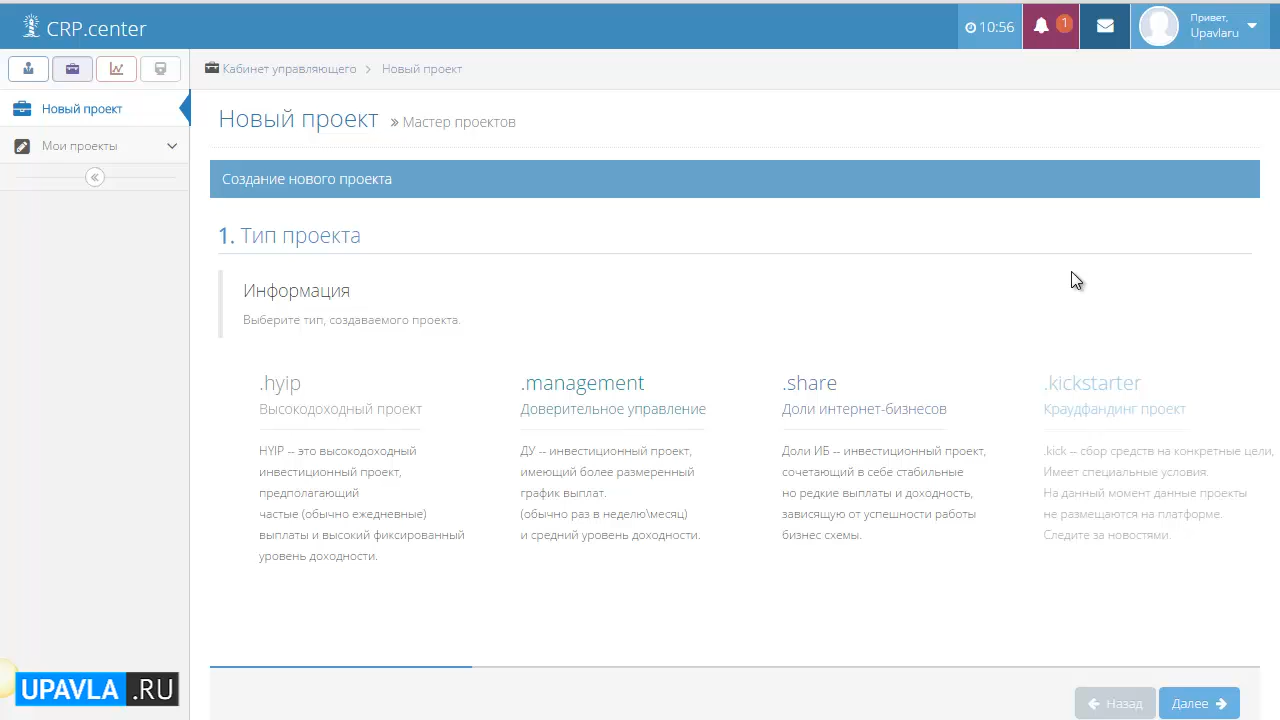 CRP.center
10:56
1
Привет,
Upavlaru
Кабинет управляющего
Новый проект
Новый проект
Мои проекты
Новый проект » Мастер проектов
Создание нового проекта
1. Тип проекта
Информация
Выберите тип, создаваемого проекта.
.hyip
Высокодоходный проект
HYIP -- это высокодоходный
инвестиционный проект,
предполагающий
частые (обычно ежедневные)
выплаты и высокий фиксированный
уровень доходности.
.management
Доверительное управление
ДУ -- инвестиционный проект,
имеющий более размеренный
график выплат.
(обычно раз в неделю\месяц)
и средний уровень доходности.
.share
Доли интернет-бизнесов
Доли ИБ -- инвестиционный проект,
сочетающий в себе стабильные
но редкие выплаты и доходность,
зависящую от успешности работы
бизнес схемы.
.kickstarter
Краудфандинг проект
.kick -- сбор средств на конкретные цели,
Имеет специальные условия.
На данный момент данные проекты
не размещаются на платформе.
Следите за новостями.
Назад
Далее
UPAVLA.RU